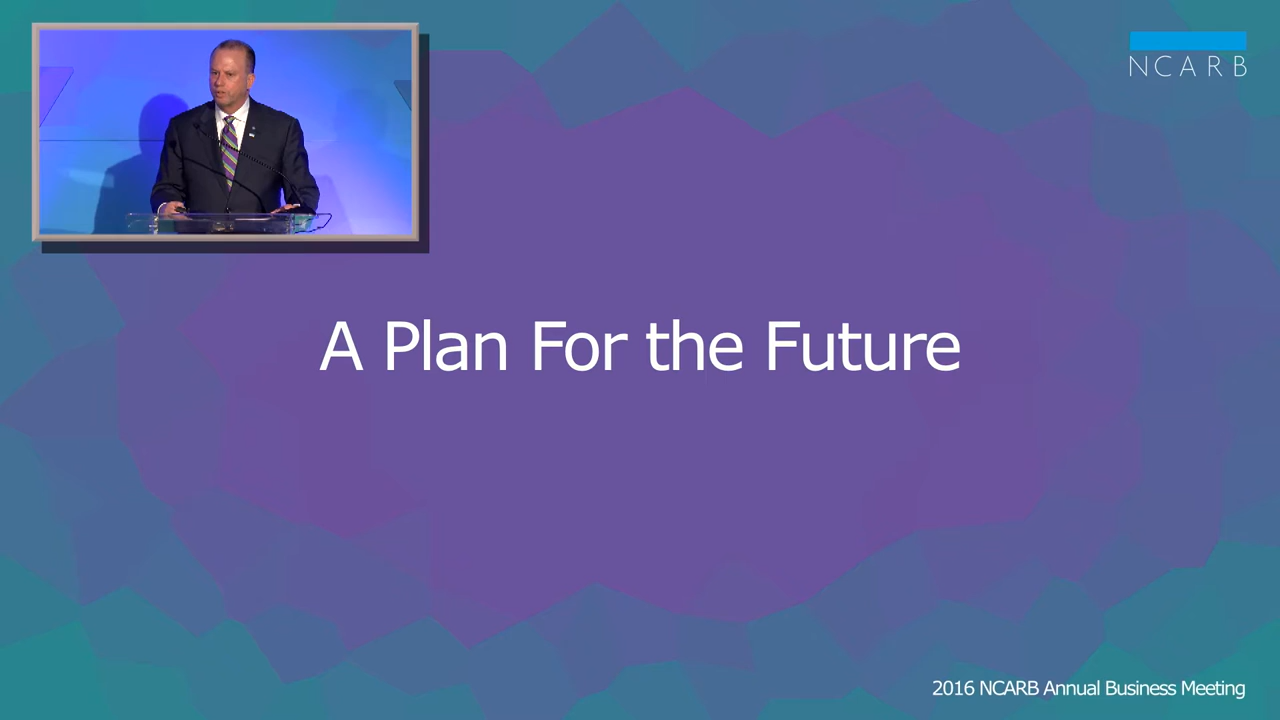 NCARB
A Plan For the Future
2016 NCARB Annual Business Meeting